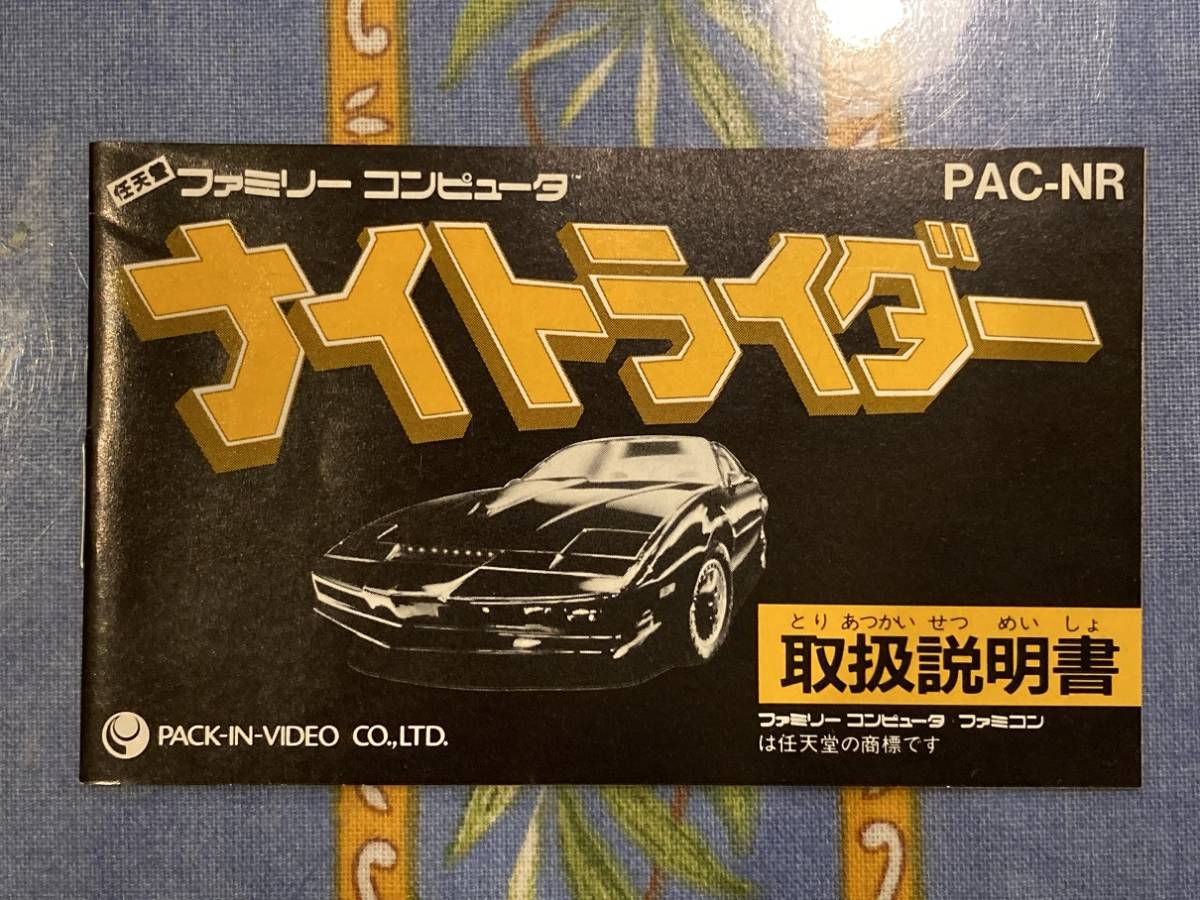 任天堂 ファミリー コンピュータ™
PAC-NR
ナイトライダー
とり あつかい せつ めい しょ
取扱説明書
ファミリー コンピュータ ファミコン
は任天堂の商標です
PACK-IN-VIDEO CO.,LTD.